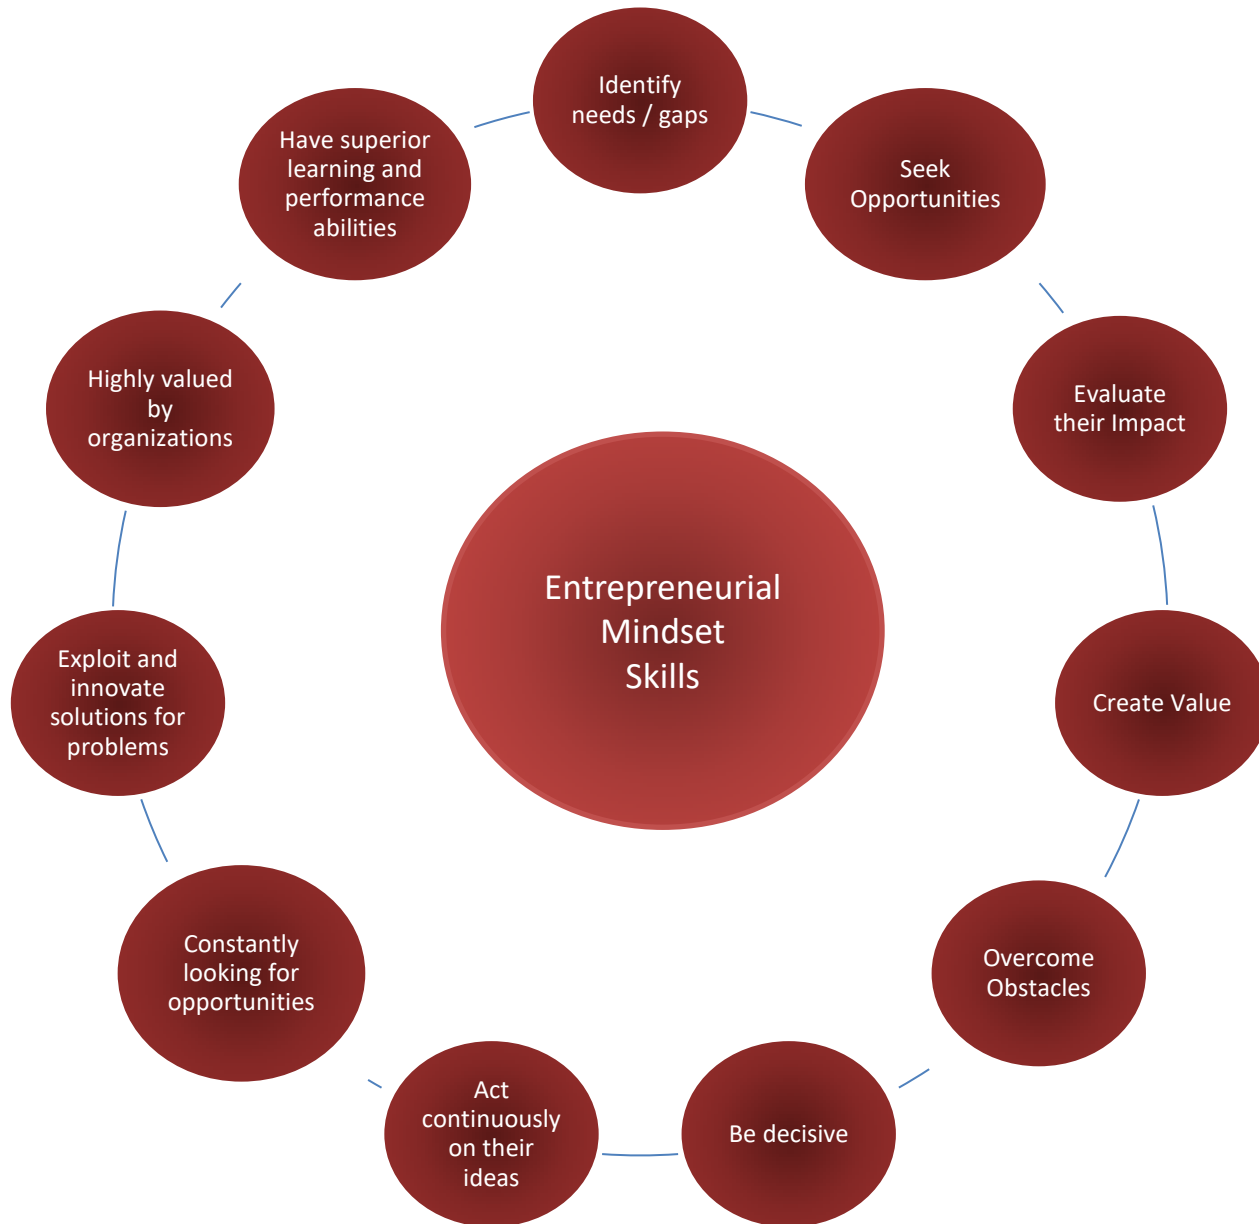 Identify
needs / gaps
Seek
Opportunities
Evaluate
their Impact
Create Value
Overcome
Obstacles
Be decisive
Act
continuously
on their
ideas
Constantly
looking for
opportunities
Exploit and
innovate
solutions for
problems
Highly valued
by
organizations
Have superior
learning and
performance
abilities
Entrepreneurial
Mindset
Skills